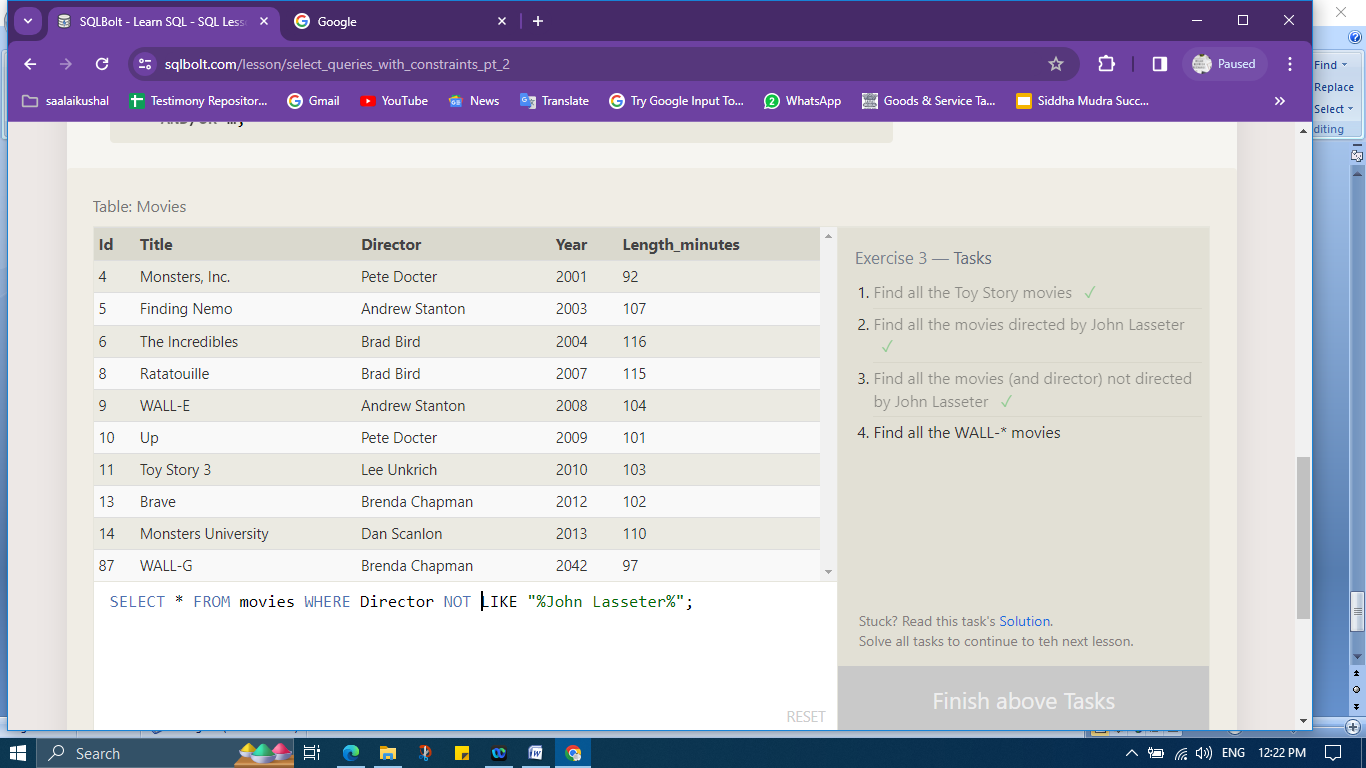 SQLBolt - Learn SQL - SQL Less
Google
sqlbolt.com/lesson/select_queries_with_constraints_pt_2
Paused
saalaikushal
Testimony Repositor...
Gmail
YouTube
News
Translate
Try Google Input To...
WhatsApp
Goods & Service Ta...
Siddha Mudra Succ...
»
Find
Replace
Select
diting
Table: Movies
Id Title Director Year Length_minutes
4 Monsters, Inc. Pete Docter 2001 92
5 Finding Nemo Andrew Stanton 2003 107
6 The Incredibles Brad Bird 2004 116
8 Ratatouille Brad Bird 2007 115
9 WALL-E Andrew Stanton 2008 104
10 Up Pete Docter 2009 101
11 Toy Story 3 Lee Unkrich 2010 103
13 Brave Brenda Chapman 2012 102
14 Monsters University Dan Scanlon 2013 110
87 WALL-G Brenda Chapman 2042 97
SELECT * FROM movies WHERE Director NOT LIKE "%John Lasseter%";
RESET
Exercise 3 — Tasks
1. Find all the Toy Story movies ✓
2. Find all the movies directed by John Lasseter
✓
3. Find all the movies (and director) not directed
by John Lasseter ✓
4. Find all the WALL-* movies
Stuck? Read this task's Solution.
Solve all tasks to continue to teh next lesson.
Finish above Tasks
Search
ENG
12:22 PM